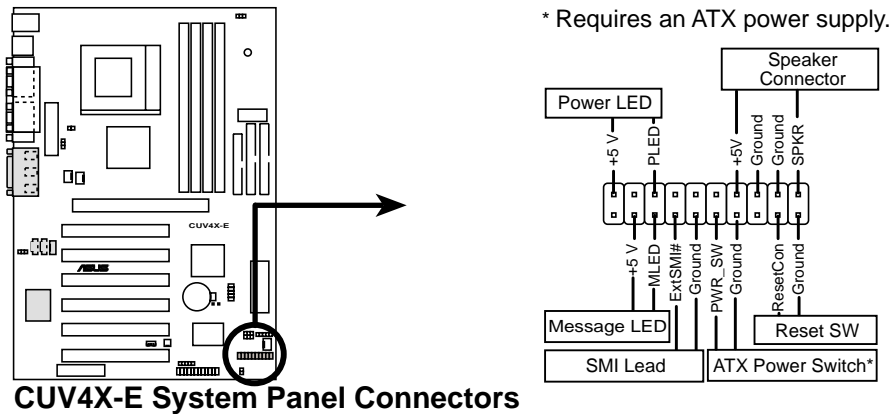 * Requires an ATX power supply.
Speaker
Connector
Power LED
+5 V
PLED
+5V
Ground
Ground
SPKR
CUV4X-E
ASUS
+5 V
MLED
ExtSMI#
Ground
PWR_SW
Ground
ResetCon
Ground
Message LED
Reset SW
SMI Lead
ATX Power Switch*
CUV4X-E System Panel Connectors